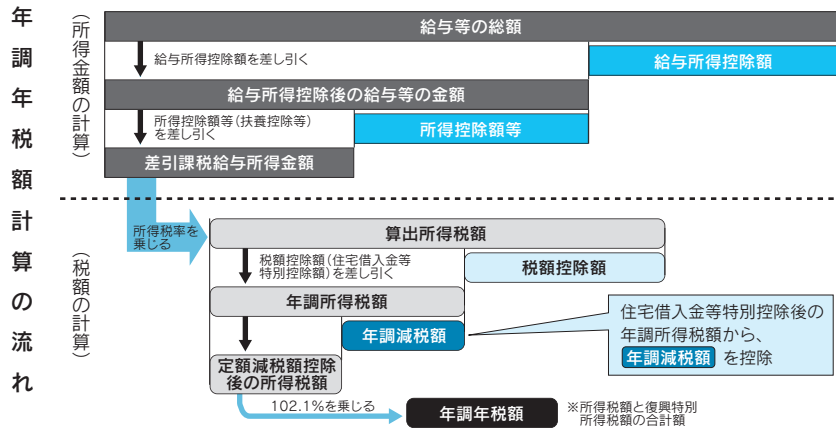 年調年税額計算の流れ
(所得金額の計算)
給与等の総額
給与所得控除額を差し引く
給与所得控除額
給与所得控除後の給与等の金額
所得控除額等(扶養控除等)
を差し引く
所得控除額等
差引課税給与所得金額
(税額の計算)
所得税率を
乗じる
算出所得税額
税額控除額(住宅借入金等
特別控除額)を差し引く
税額控除額
年調所得税額
年調減税額
住宅借入金等特別控除後の
年調所得税額から、
年調減税額 を控除
定額減税額控除
後の所得税額
102.1%を乗じる
年調年税額
※所得税額と復興特別
所得税額の合計額